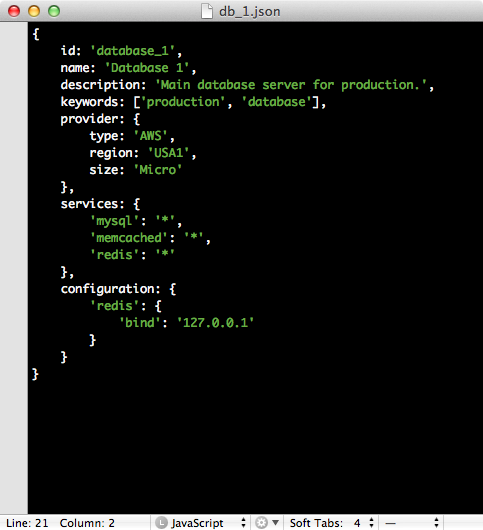 db_1.json
{
    id: 'database_1',
    name: 'Database 1',
    description: 'Main database server for production.',
    keywords: ['production', 'database'],
    provider: {
        type: 'AWS',
        region: 'USA1',
        size: 'Micro'
    },
    services: {
        'mysql': '*',
        'memcached': '*',
        'redis': '*'
    },
    configuration: {
        'redis': {
            'bind': '127.0.0.1'
        }
    }
}
Line: 21 Column: 2 L JavaScript Soft Tabs: 4 —